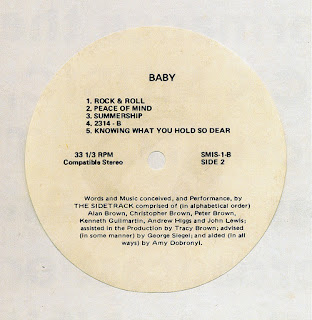 BABY
1. ROCK & ROLL
2. PEACE OF MIND
3. SUMMERSHIP
4. 2314 - B
5. KNOWING WHAT YOU HOLD SO DEAR
33 1/3 RPM SMIS-1-B
Compatible Stereo SIDE 2
Words and Music conceived, and Performance, by
THE SIDETRACK comprised of (in alphabetical order)
Alan Brown, Christopher Brown, Peter Brown,
Kenneth Guilmartin, Andrew Higgs and John Lewis;
assisted in the Production by Tracy Brown; advised
(in some manner) by George Siegel; and aided (in all
ways) by Amy Dobronyi.